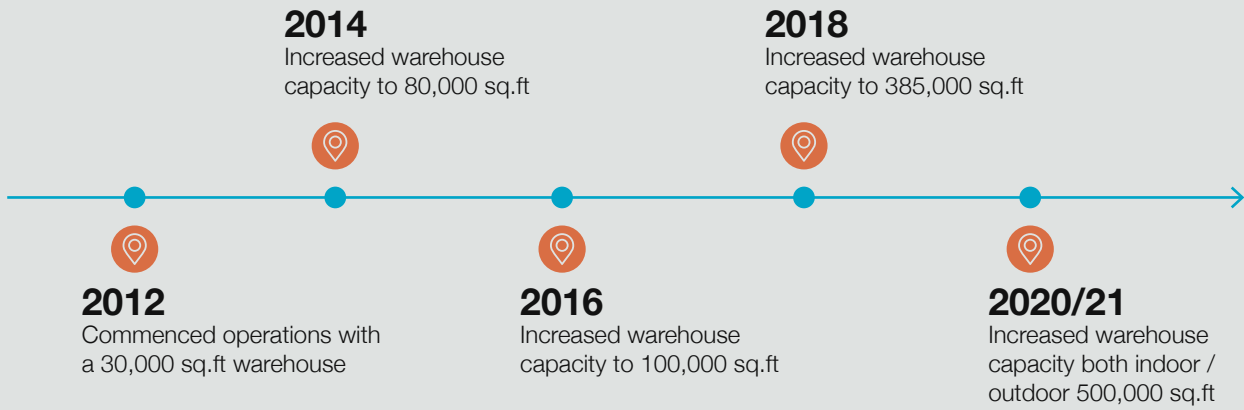 2014
Increased warehouse
capacity to 80,000 sq.ft
2018
Increased warehouse
capacity to 385,000 sq.ft
2012
Commenced operations with
a 30,000 sq.ft warehouse
2016
Increased warehouse
capacity to 100,000 sq.ft
2020/21
Increased warehouse
capacity both indoor /
outdoor 500,000 sq.ft